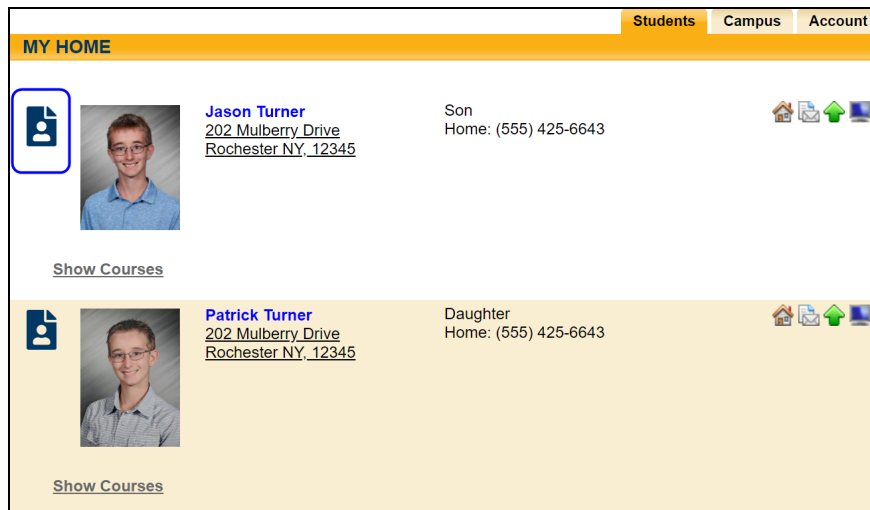 Students Campus Account
MY HOME
Jason Turner
202 Mulberry Drive
Rochester NY, 12345
Son
Home: (555) 425-6643
Show Courses
Patrick Turner
202 Mulberry Drive
Rochester NY, 12345
Daughter
Home: (555) 425-6643
Show Courses